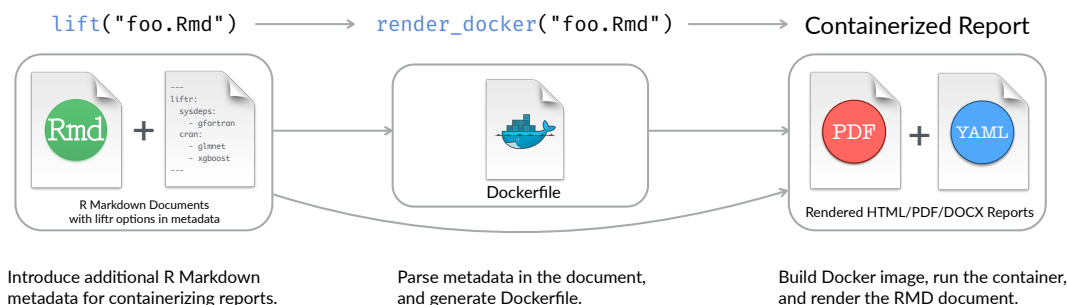 lift("foo.Rmd")
render_docker("foo.Rmd")
Containerized Report
Rmd
+
---
liftr:
  sysdeps:
    - gfortran
  cran:
    - glmnet
    - xgboost
---
R Markdown Documents
with liftr options in metadata
Dockerfile
PDF
+
YAML
Rendered HTML/PDF/DOCX Reports
Introduce additional R Markdown
metadata for containerizing reports.
Parse metadata in the document,
and generate Dockerfile.
Build Docker image, run the container,
and render the RMD document.